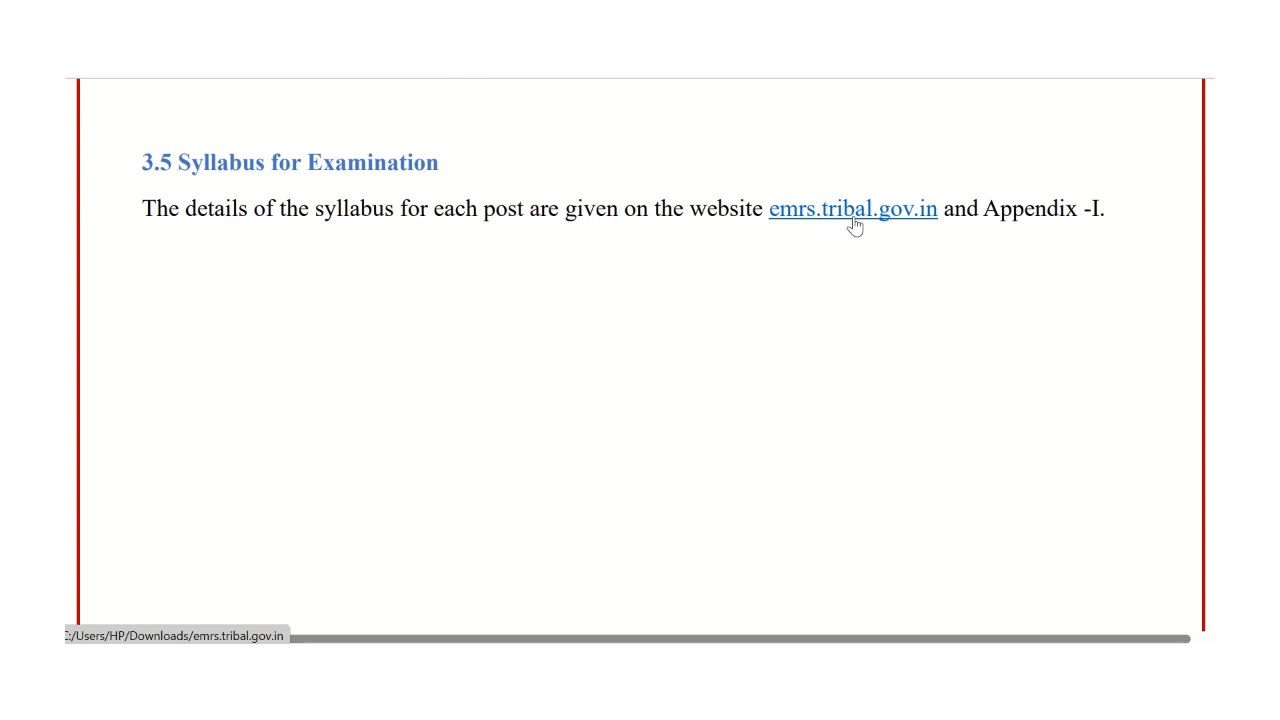 3.5 Syllabus for Examination
The details of the syllabus for each post are given on the website emrs.tribal.gov.in and Appendix -I.
C:/Users/HP/Downloads/emrs.tribal.gov.in